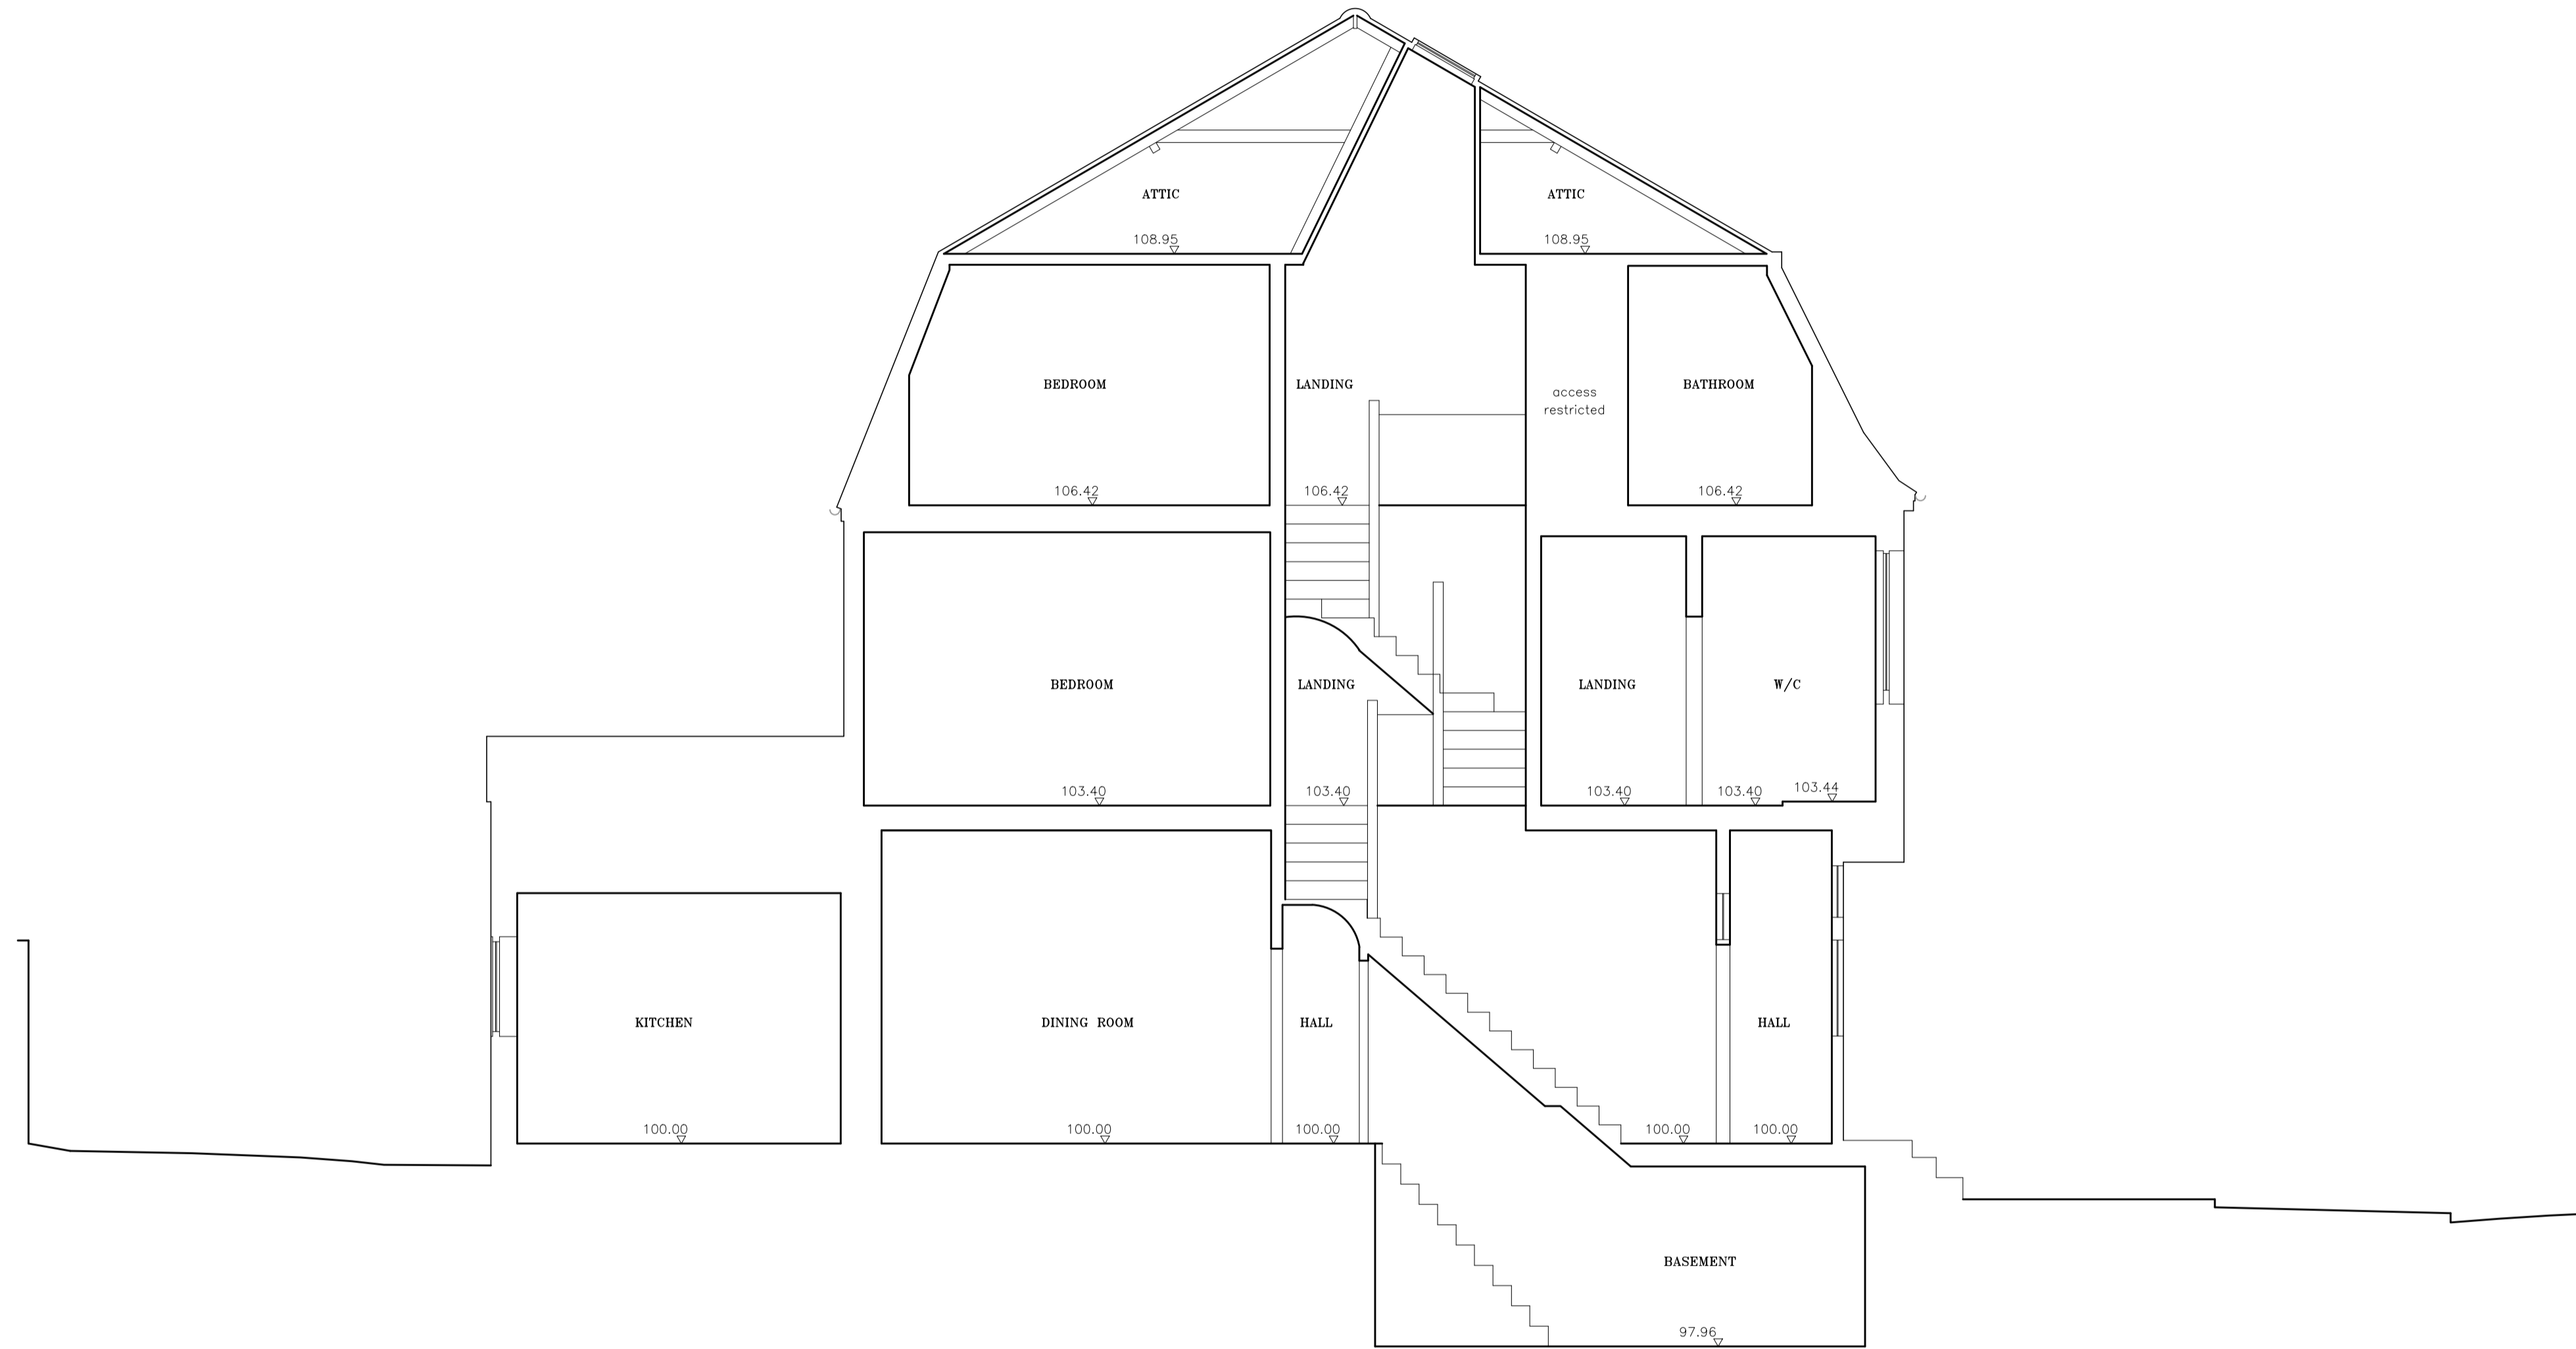 ATTIC
ATTIC
108.95
108.95
BEDROOM
LANDING
access
restricted
BATHROOM
106.42
106.42
106.42
BEDROOM
LANDING
LANDING
W/C
103.40
103.40
103.40
103.40
103.44
KITCHEN
DINING ROOM
HALL
HALL
100.00
100.00
100.00
100.00
100.00
BASEMENT
97.96